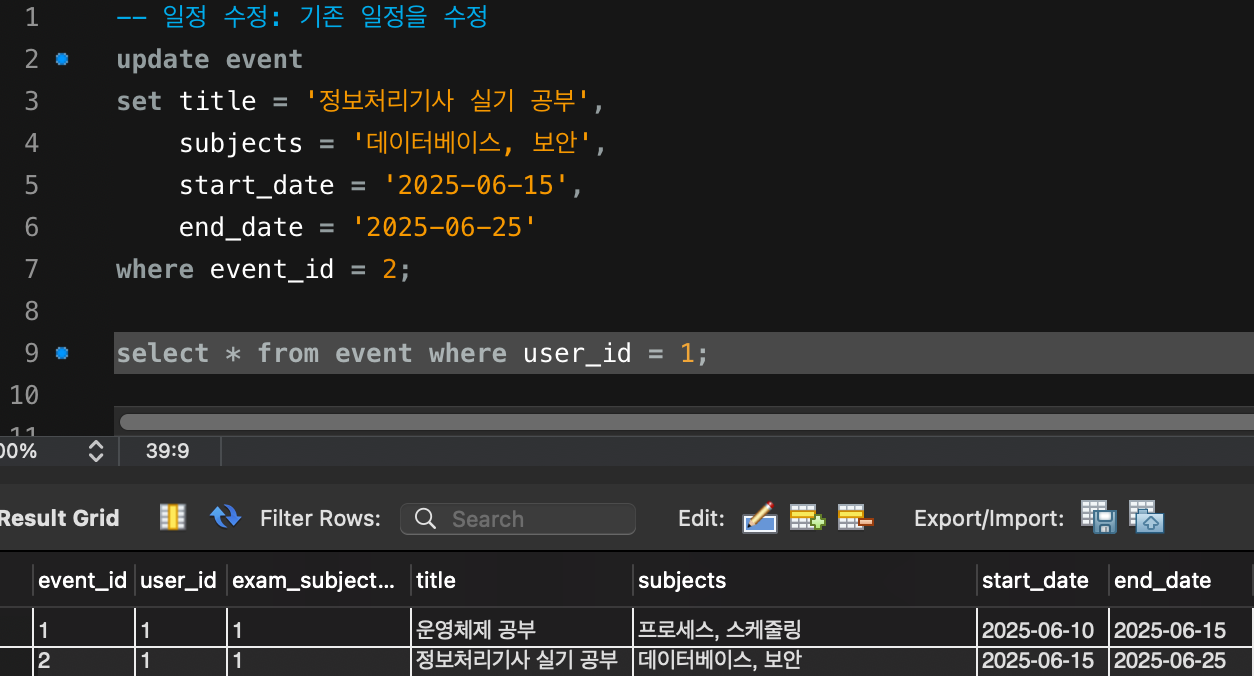 1 -- 일정 수정: 기존 일정을 수정
2 update event
3 set title = '정보처리기사 실기 공부',
4 subjects = '데이터베이스, 보안',
5 start_date = '2025-06-15',
6 end_date = '2025-06-25'
7 where event_id = 2;
8
9 select * from event where user_id = 1;
10
11
00% 39:9
Result Grid Filter Rows: Search Edit: Export/Import:
event_id user_id exam_subject... title subjects start_date end_date
1 1 1 운영체제 공부 프로세스, 스케줄링 2025-06-10 2025-06-15
2 1 1 정보처리기사 실기 공부 데이터베이스, 보안 2025-06-15 2025-06-25